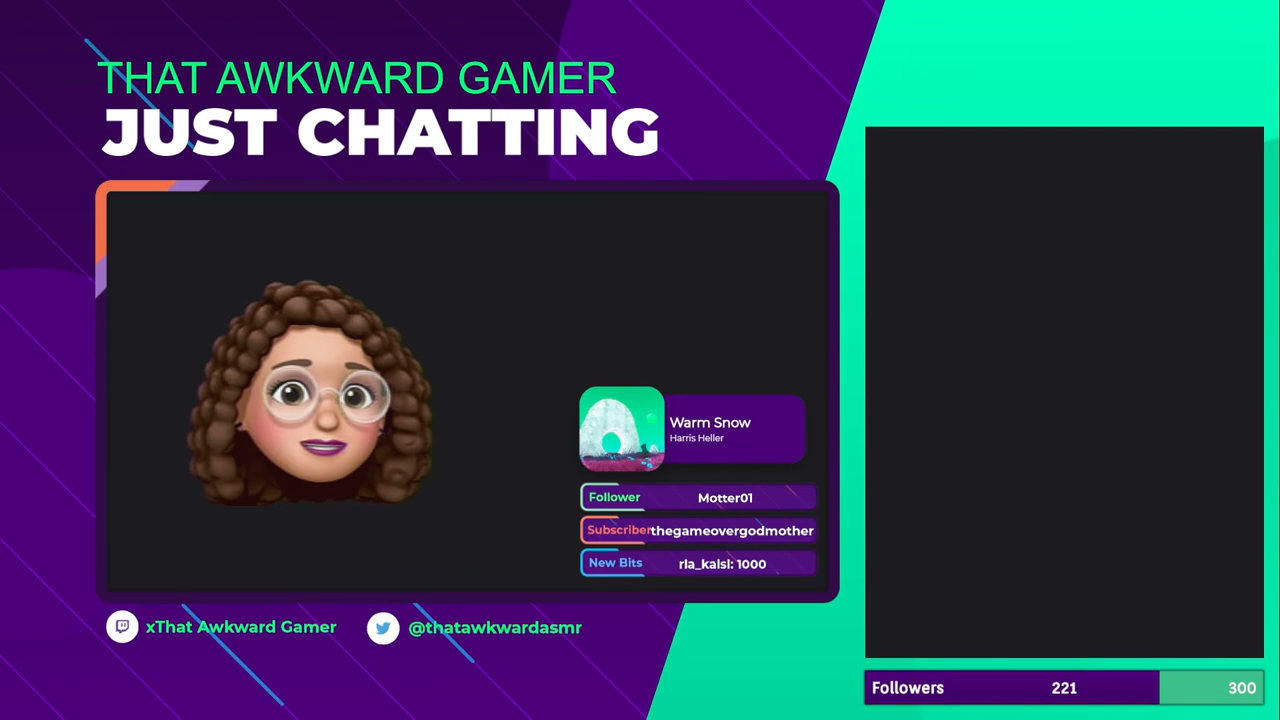 THAT AWKWARD GAMER
JUST CHATTING
Warm Snow
Harris Heller
Follower Motter01
Subscriber thegameovergodmother
New Bits rla_kaisl: 1000
xThat Awkward Gamer @thatawkwardasmr
Followers 221 300